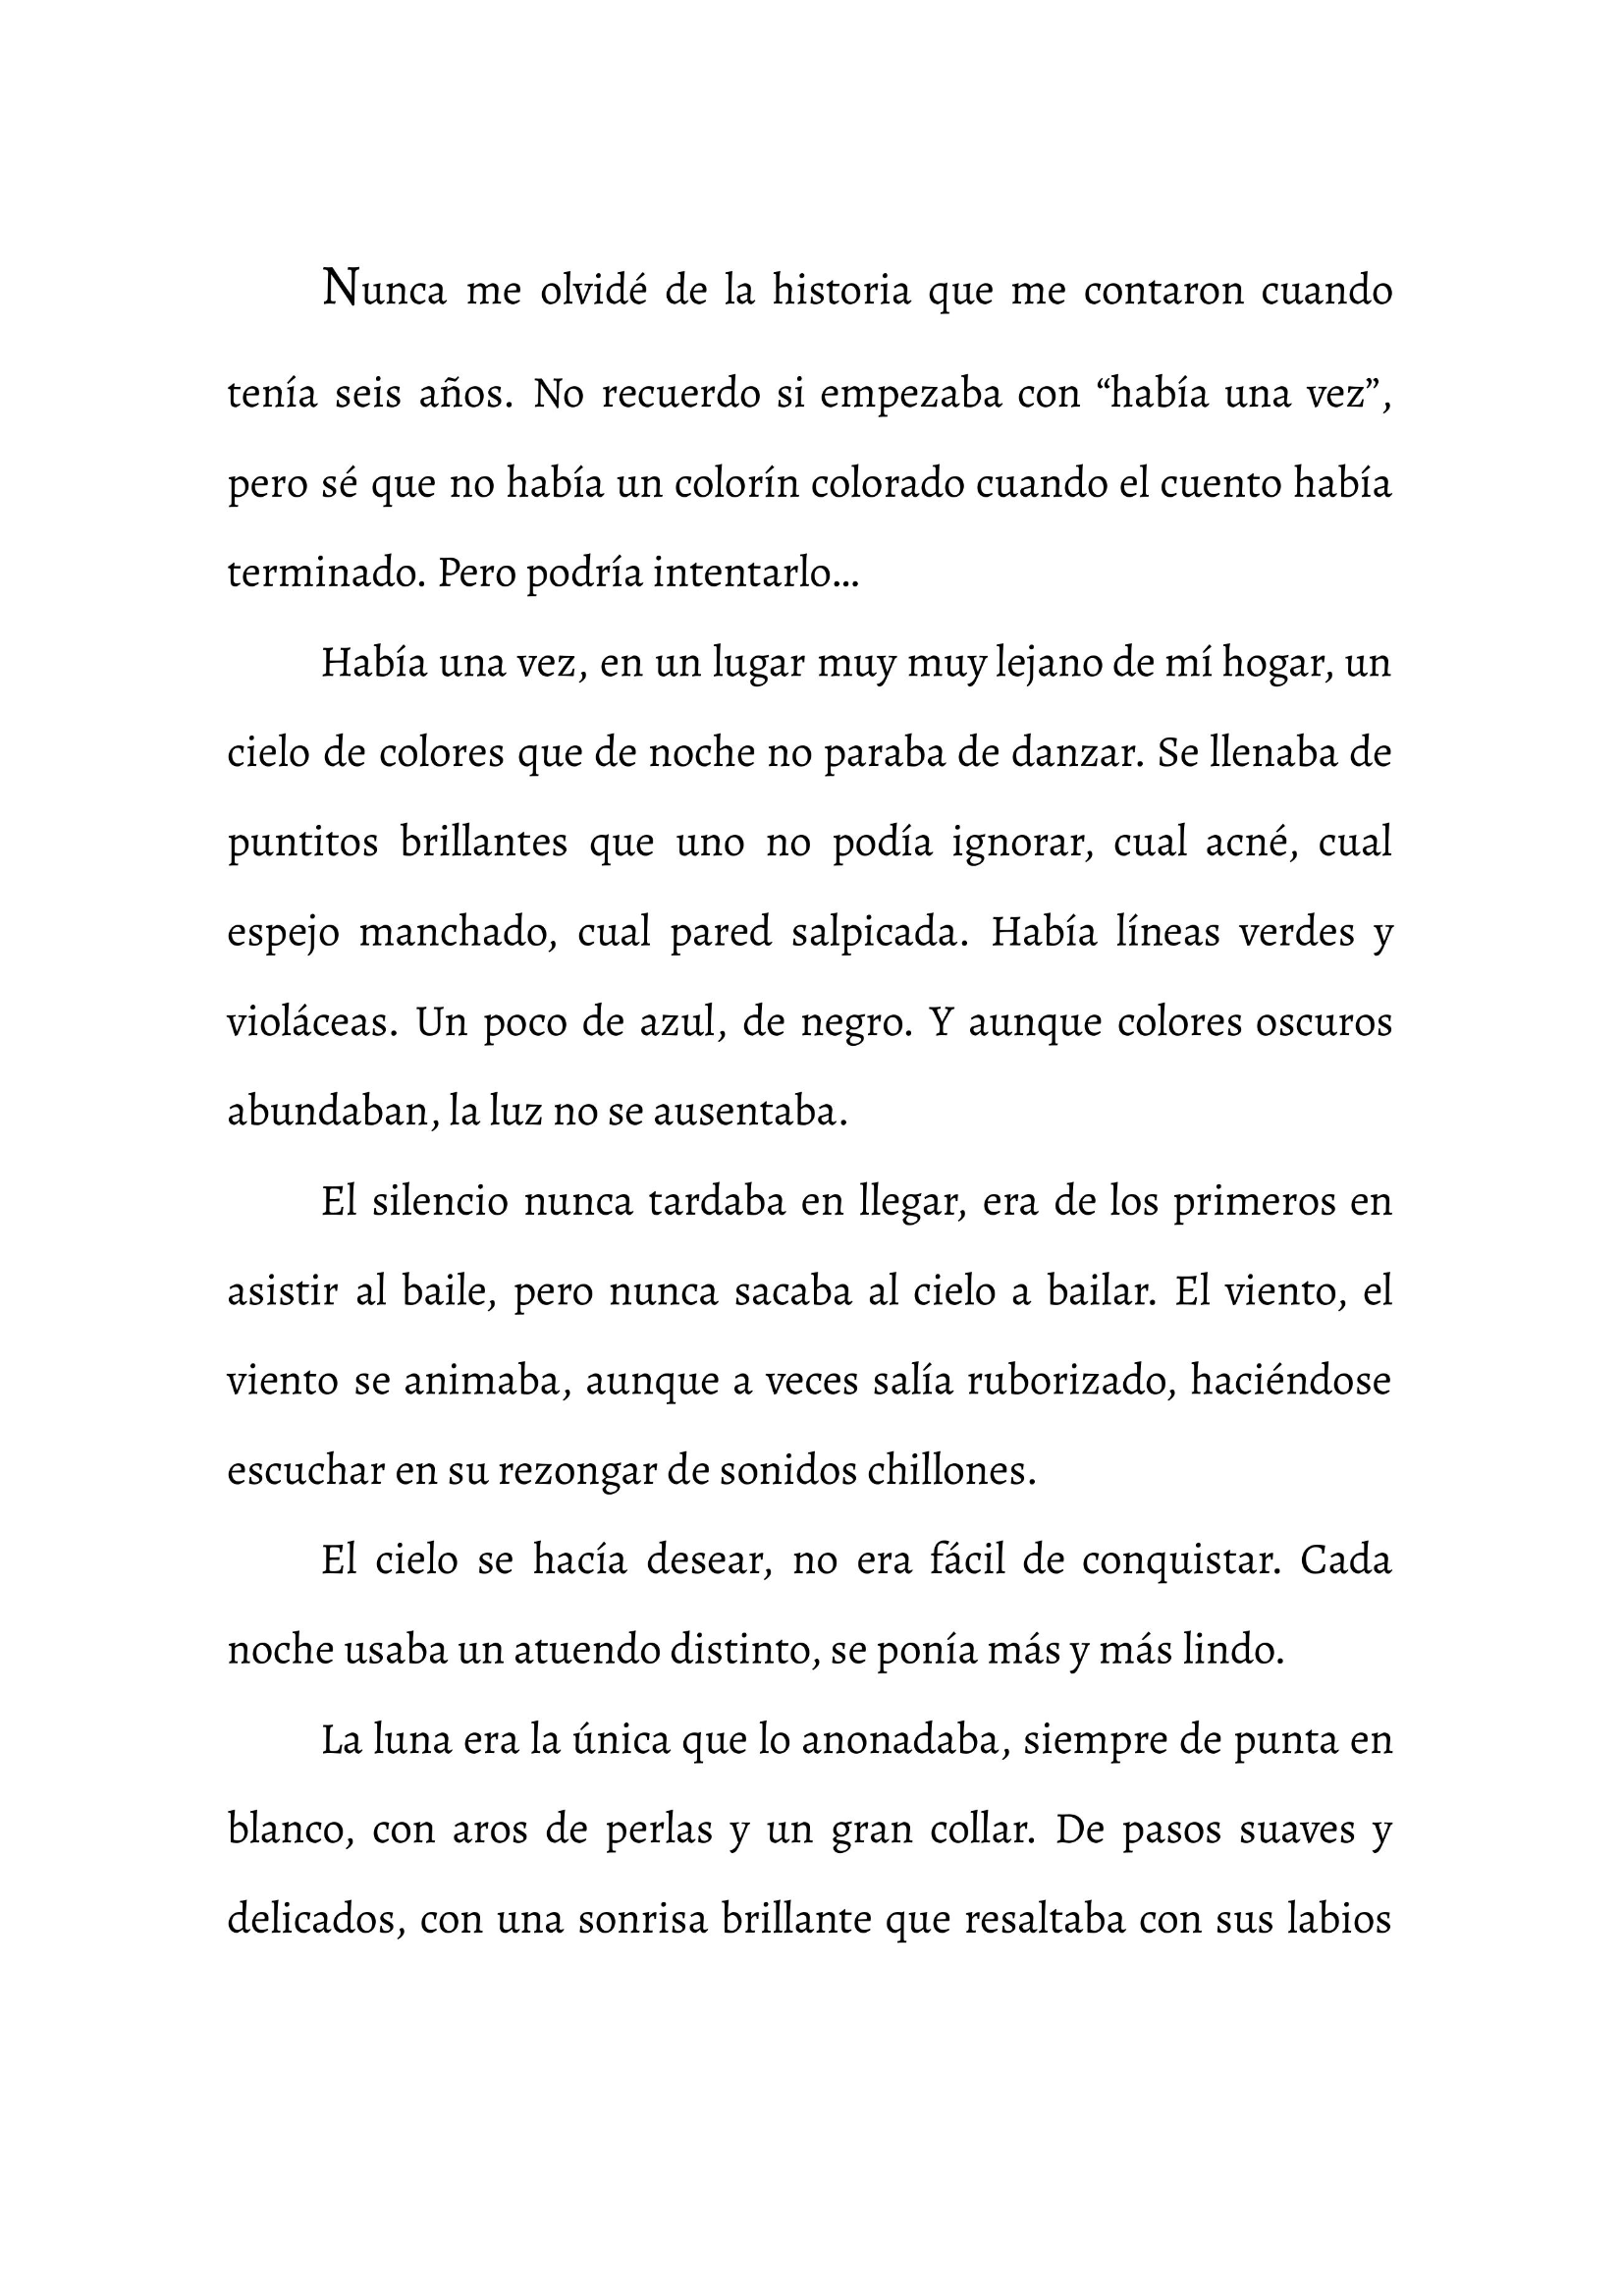 Nunca me olvidé de la historia que me contaron cuando
tenía seis años. No recuerdo si empezaba con “había una vez”,
pero sé que no había un colorín colorado cuando el cuento había
terminado. Pero podría intentarlo...
Había una vez, en un lugar muy muy lejano de mí hogar, un
cielo de colores que de noche no paraba de danzar. Se llenaba de
puntitos brillantes que uno no podía ignorar, cual acné, cual
espejo manchado, cual pared salpicada. Había líneas verdes y
violáceas. Un poco de azul, de negro. Y aunque colores oscuros
abundaban, la luz no se ausentaba.
El silencio nunca tardaba en llegar, era de los primeros en
asistir al baile, pero nunca sacaba al cielo a bailar. El viento, el
viento se animaba, aunque a veces salía ruborizado, haciéndose
escuchar en su rezongar de sonidos chillones.
El cielo se hacía desear, no era fácil de conquistar. Cada
noche usaba un atuendo distinto, se ponía más y más lindo.
La luna era la única que lo anonadaba, siempre de punta en
blanco, con aros de perlas y un gran collar. De pasos suaves y
delicados, con una sonrisa brillante que resaltaba con sus labios